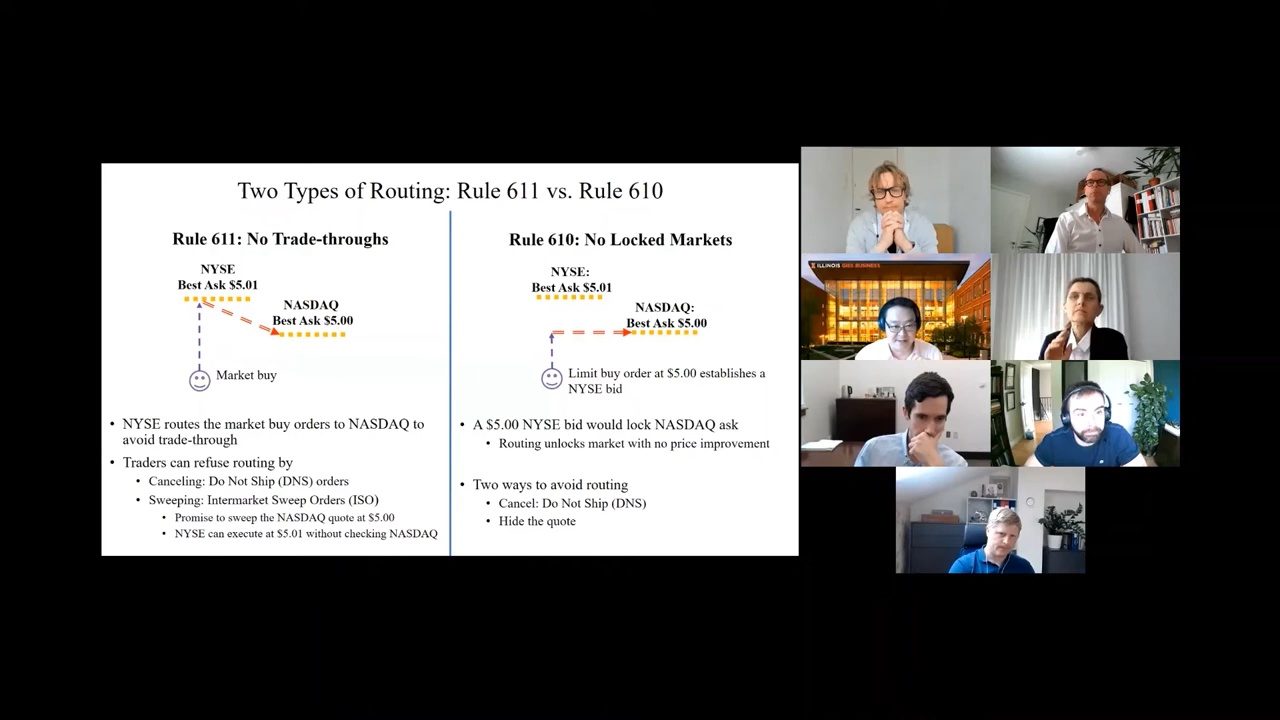 Two Types of Routing: Rule 611 vs. Rule 610
Rule 611: No Trade-throughs
NYSE
Best Ask $5.01
NASDAQ
Best Ask $5.00
Market buy
• NYSE routes the market buy orders to NASDAQ to
avoid trade-through
• Traders can refuse routing by
• Canceling: Do Not Ship (DNS) orders
• Sweeping: Intermarket Sweep Orders (ISO)
• Promise to sweep the NASDAQ quote at $5.00
• NYSE can execute at $5.01 without checking NASDAQ
Rule 610: No Locked Markets
NYSE:
Best Ask $5.01
NASDAQ:
Best Ask $5.00
Limit buy order at $5.00 establishes a
NYSE bid
• A $5.00 NYSE bid would lock NASDAQ ask
• Routing unlocks market with no price improvement
• Two ways to avoid routing
• Cancel: Do Not Ship (DNS)
• Hide the quote
ILLINOIS GIES BUSINESS